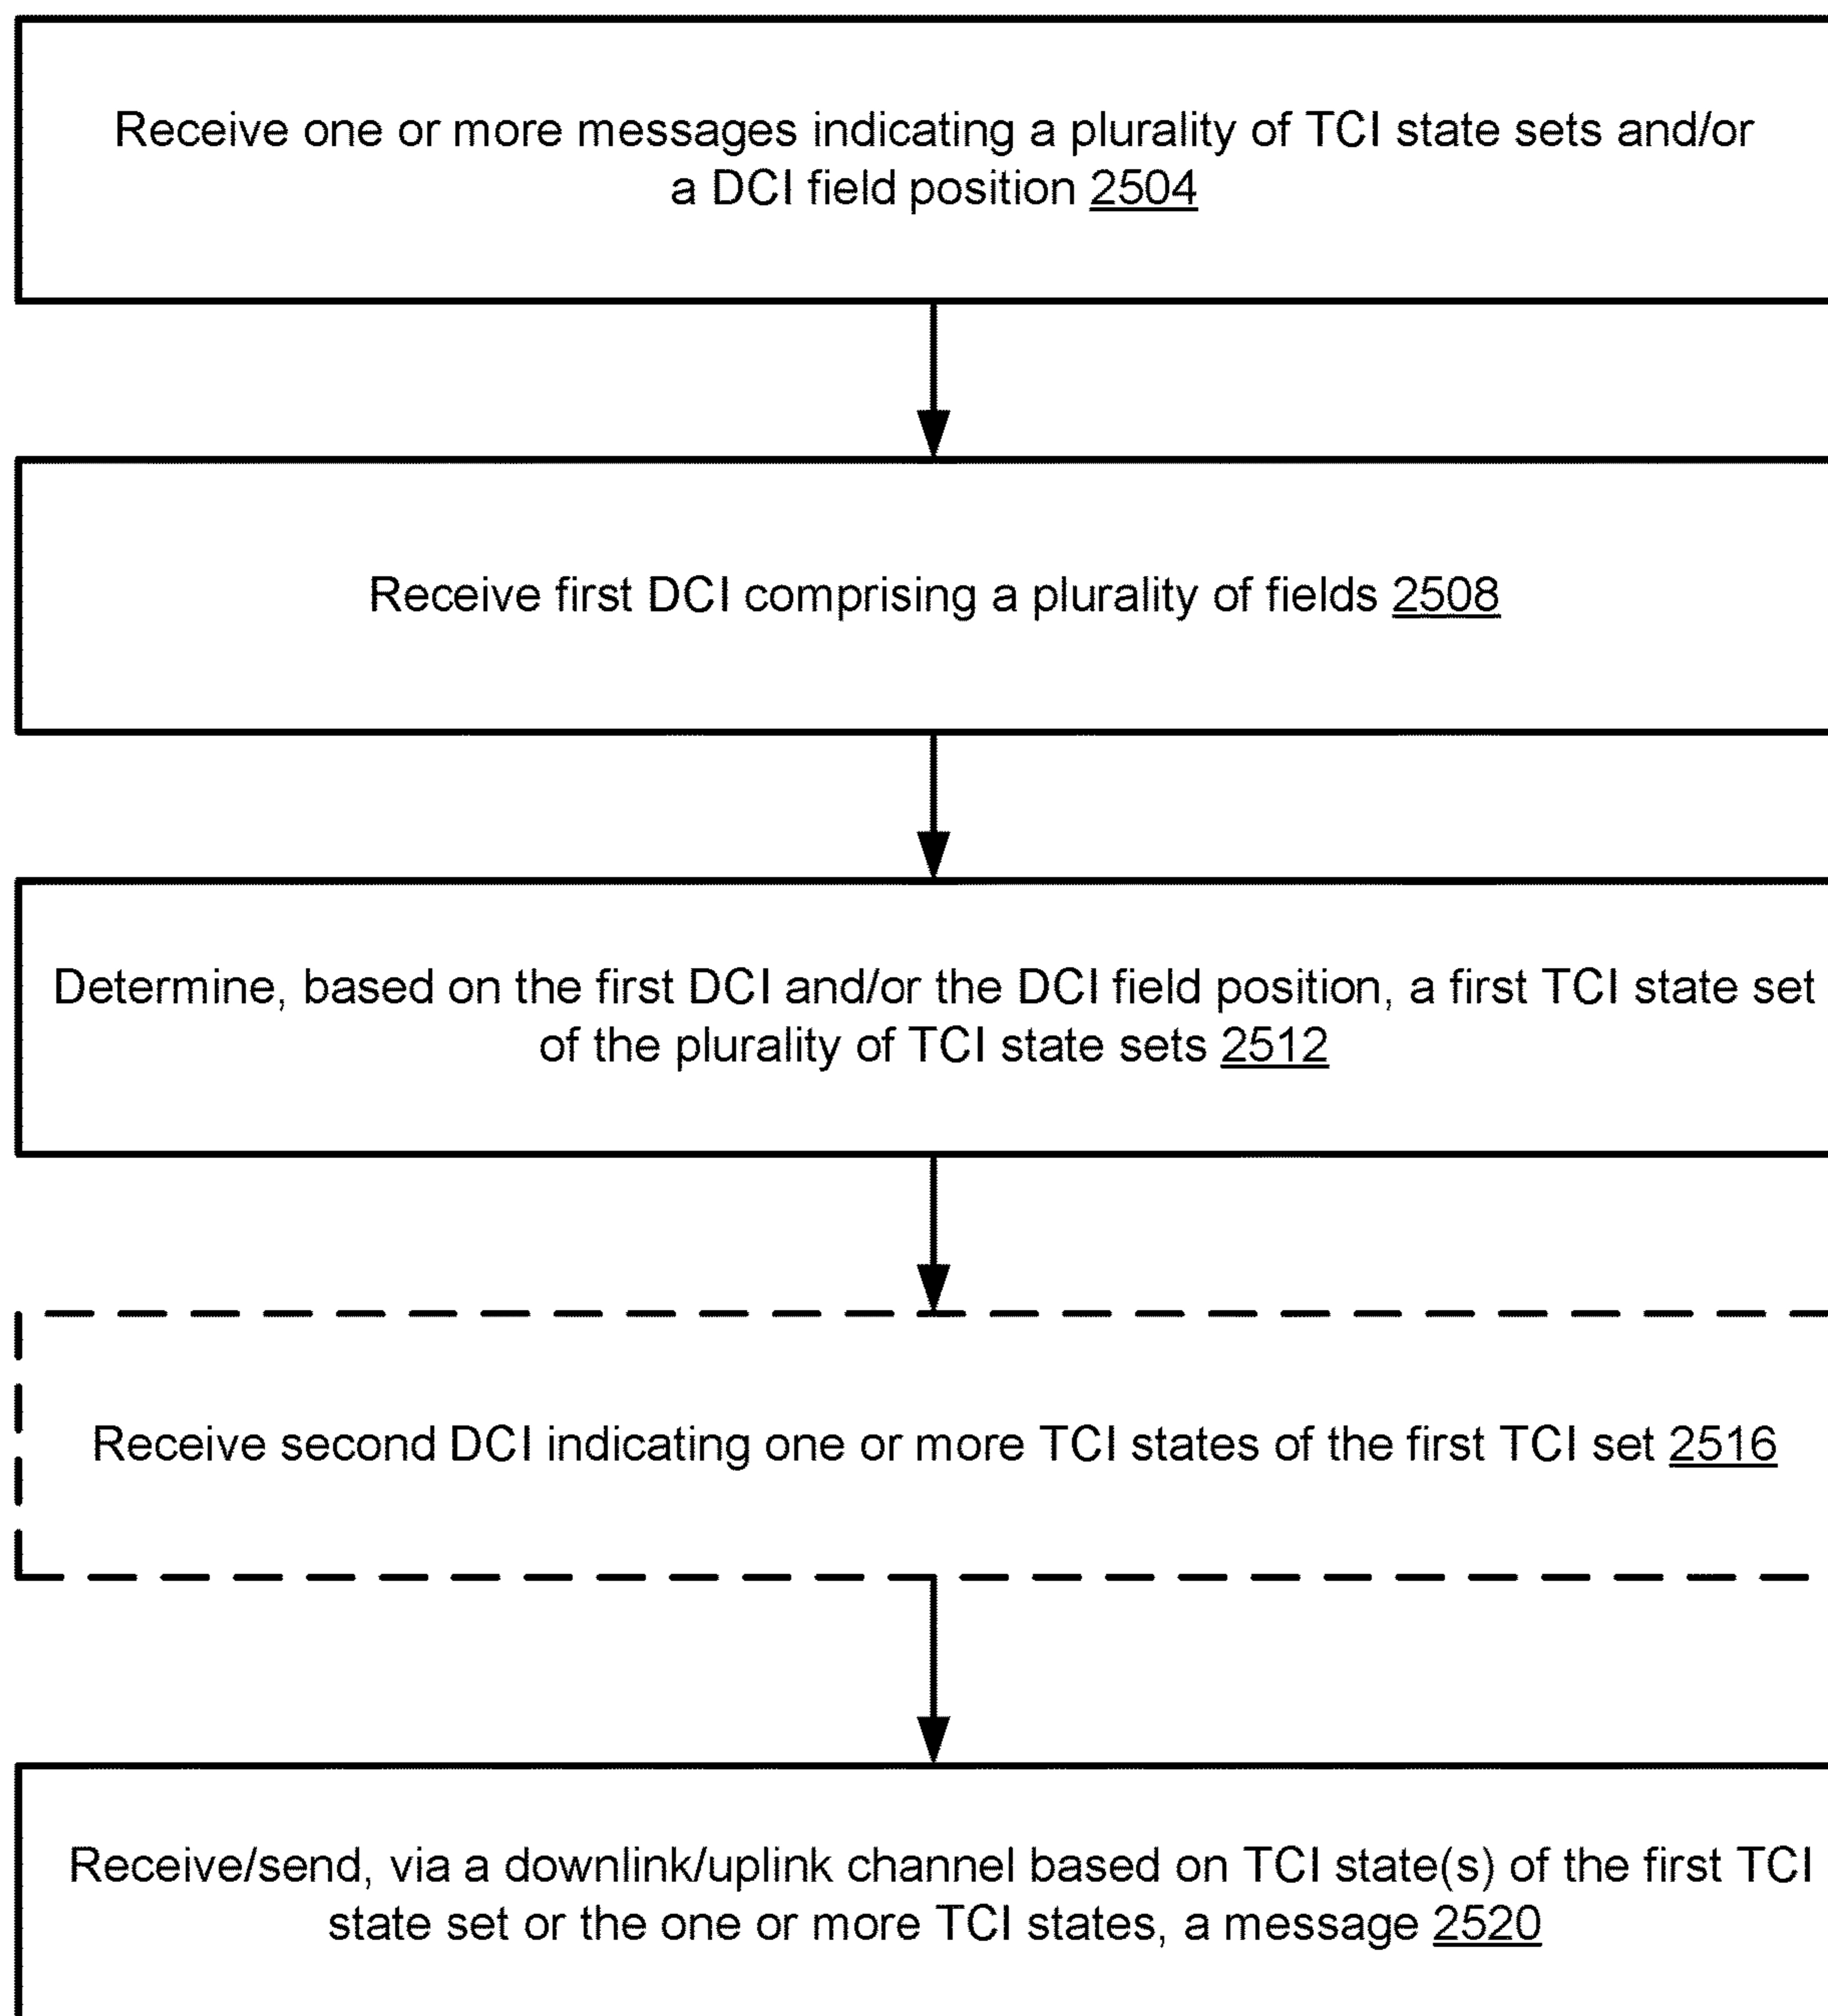 Receive one or more messages indicating a plurality of TCI state sets and/or
a DCI field position 2504
Receive first DCI comprising a plurality of fields 2508
Determine, based on the first DCI and/or the DCI field position, a first TCI state set
of the plurality of TCI state sets 2512
Receive second DCI indicating one or more TCI states of the first TCI set 2516
Receive/send, via a downlink/uplink channel based on TCI state(s) of the first TCI
state set or the one or more TCI states, a message 2520